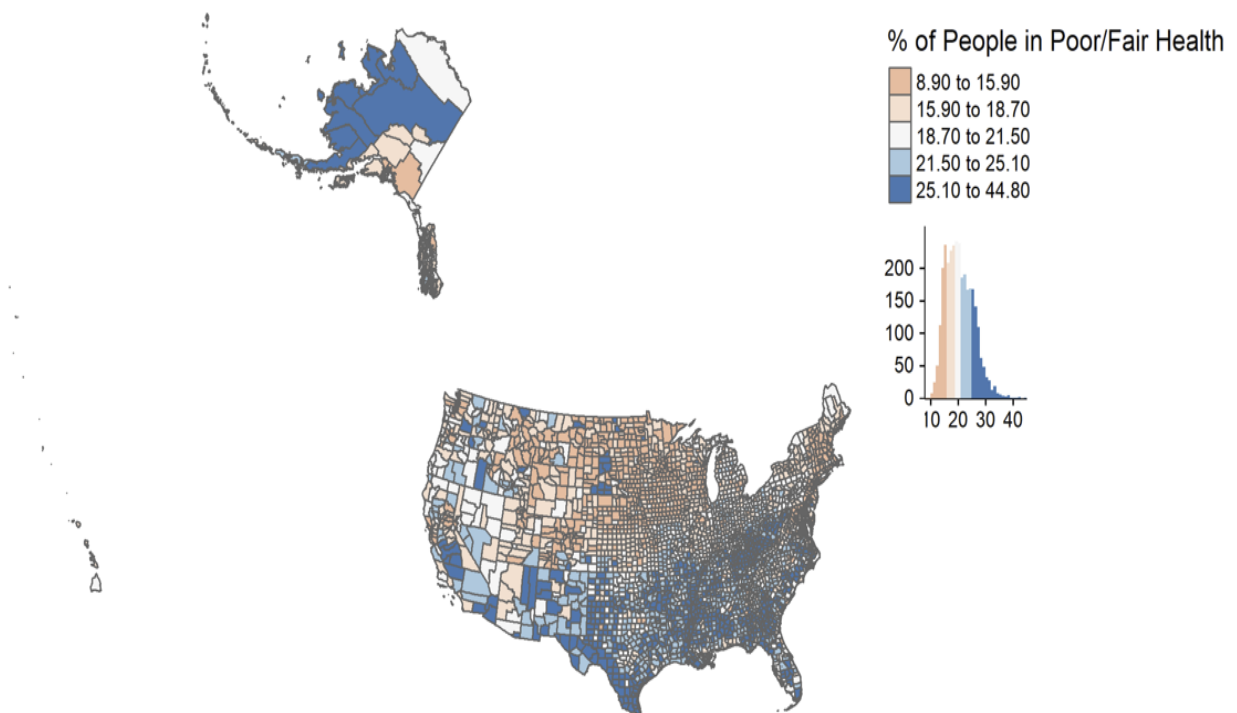 % of People in Poor/Fair Health
8.90 to 15.90
15.90 to 18.70
18.70 to 21.50
21.50 to 25.10
25.10 to 44.80
200
150
100
50
0
10 20 30 40